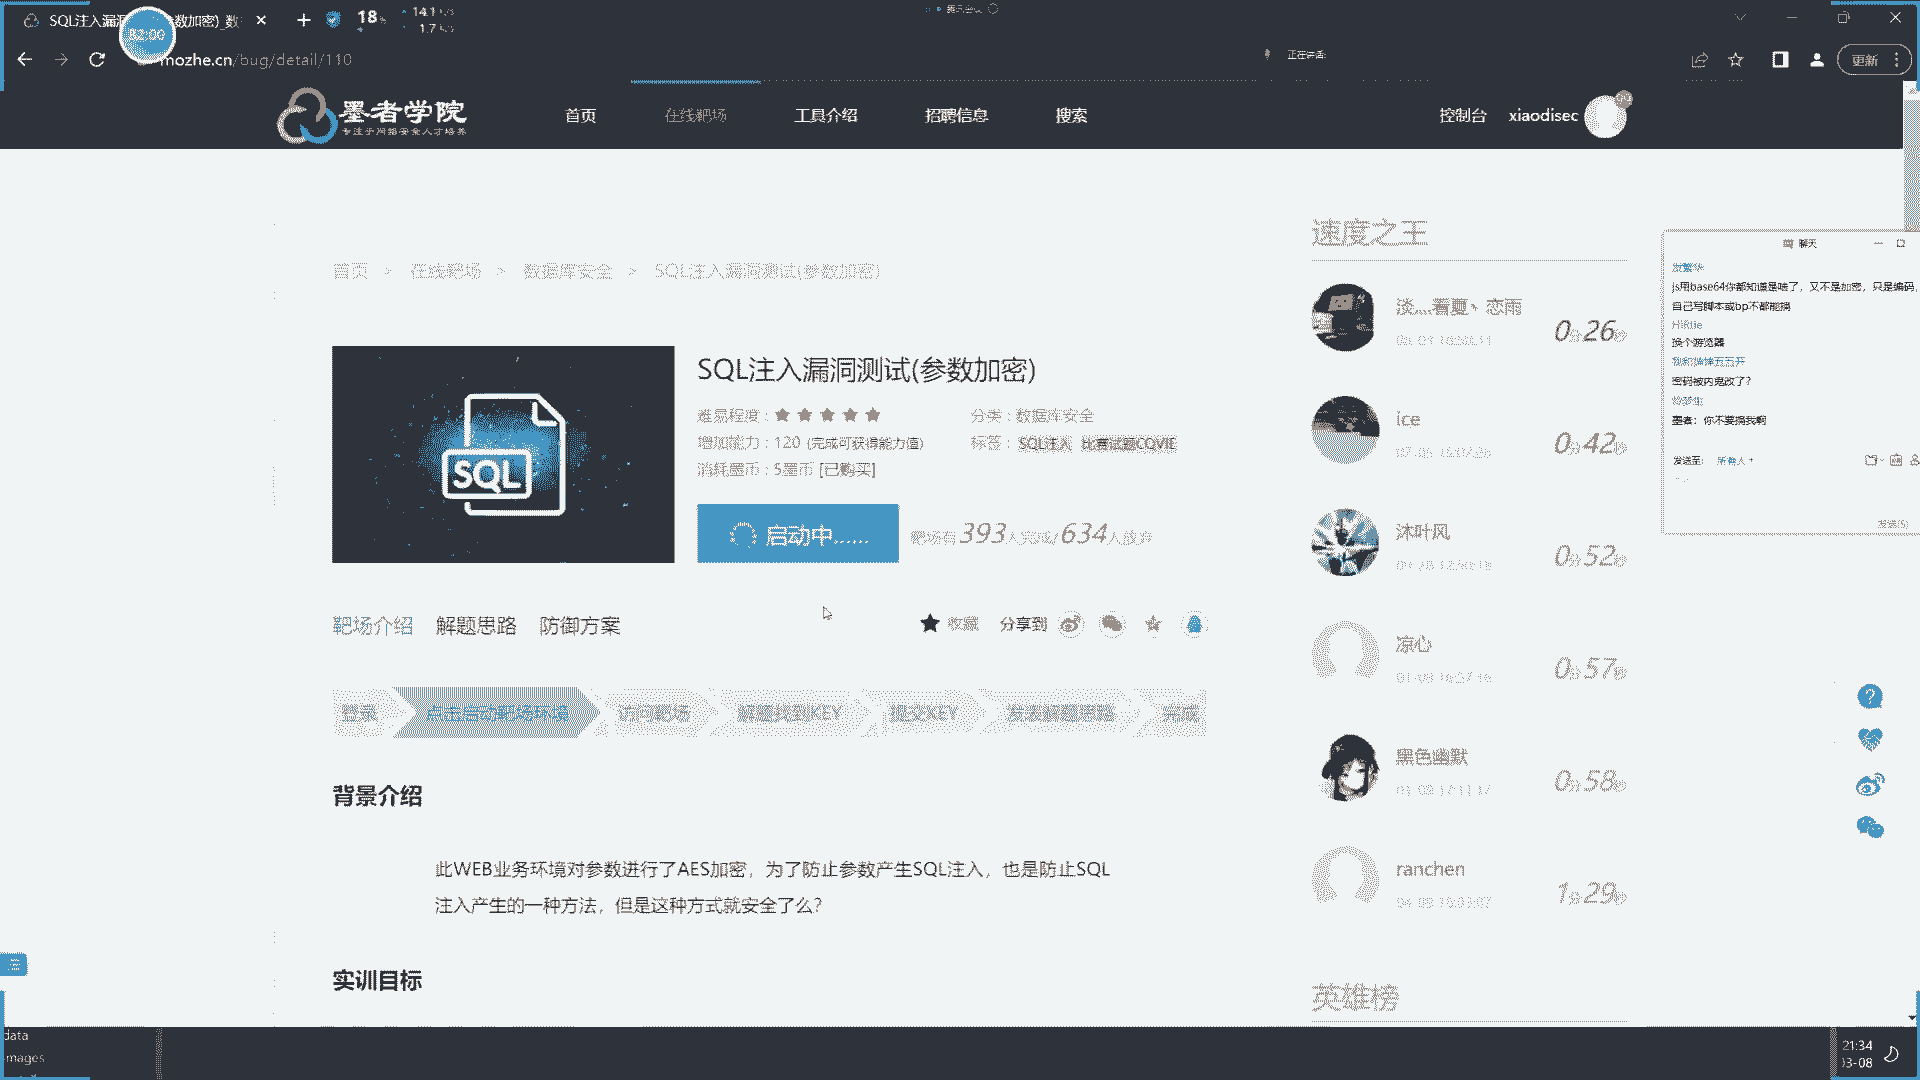 SQL注入漏
参数加密)_数
18%
14.1
1.7
82:00
mozhe.cn/bug/detail/110
正在讲话:
更新
墨者学院
专注于网络安全人才培养
首页
在线靶场
工具介绍
招聘信息
搜索
控制台
xiaodisec
首页 > 在线靶场 > 数据库安全 > SQL注入漏洞测试(参数加密)
SQL
SQL注入漏洞测试(参数加密)
难易程度：
分类：数据库安全
增加能力：120 (完成可获得能力值)
标签：SQL注入 比赛试题CQVIE
消耗墨币：5墨币 [已购买]
启动中......
靶场有393人完成/634人放弃
靶场介绍
解题思路
防御方案
收藏
分享到
登录
点击启动靶场环境
访问靶场
解题找到KEY
提交KEY
发表解题思路
完成
背景介绍
此WEB业务环境对参数进行了AES加密，为了防止参数产生SQL注入，也是防止SQL
注入产生的一种方法，但是这种方式就安全了么？
实训目标
速度之王
淡灬看夏丶恋雨
0分26秒
ice
0分42秒
沐叶风
0分52秒
凉心
0分57秒
黑色幽默
0分58秒
ranchen
1分29秒
英雄榜
聊天
js用base64你都知道是啥了，又不是加密，只是编码，
自己写脚本或bp不都能搞
换个游览器
密码被内鬼改了？
墨者：你不要搞我啊
发送至：
所有人
发送(S)
data
images
21:34
03-08